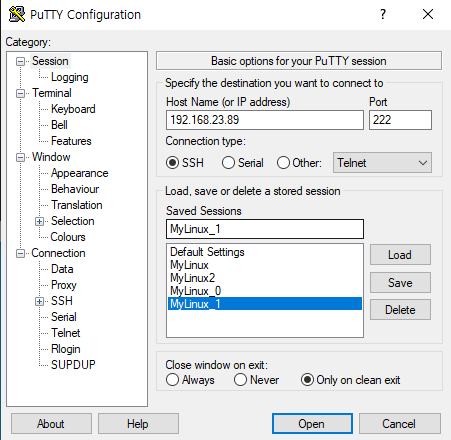 PuTTY Configuration
?
Category:
Session
Logging
Terminal
Keyboard
Bell
Features
Window
Appearance
Behaviour
Translation
Selection
Colours
Connection
Data
Proxy
SSH
Serial
Telnet
Rlogin
SUPDUP
Basic options for your PuTTY session
Specify the destination you want to connect to
Host Name (or IP address) Port
192.168.23.89 222
Connection type:
SSH Serial Other: Telnet
Load, save or delete a stored session
Saved Sessions
MyLinux_1
Default Settings
MyLinux
MyLinux2
MyLinux_0
MyLinux_1
Load
Save
Delete
Close window on exit:
Always Never Only on clean exit
About Help Open Cancel